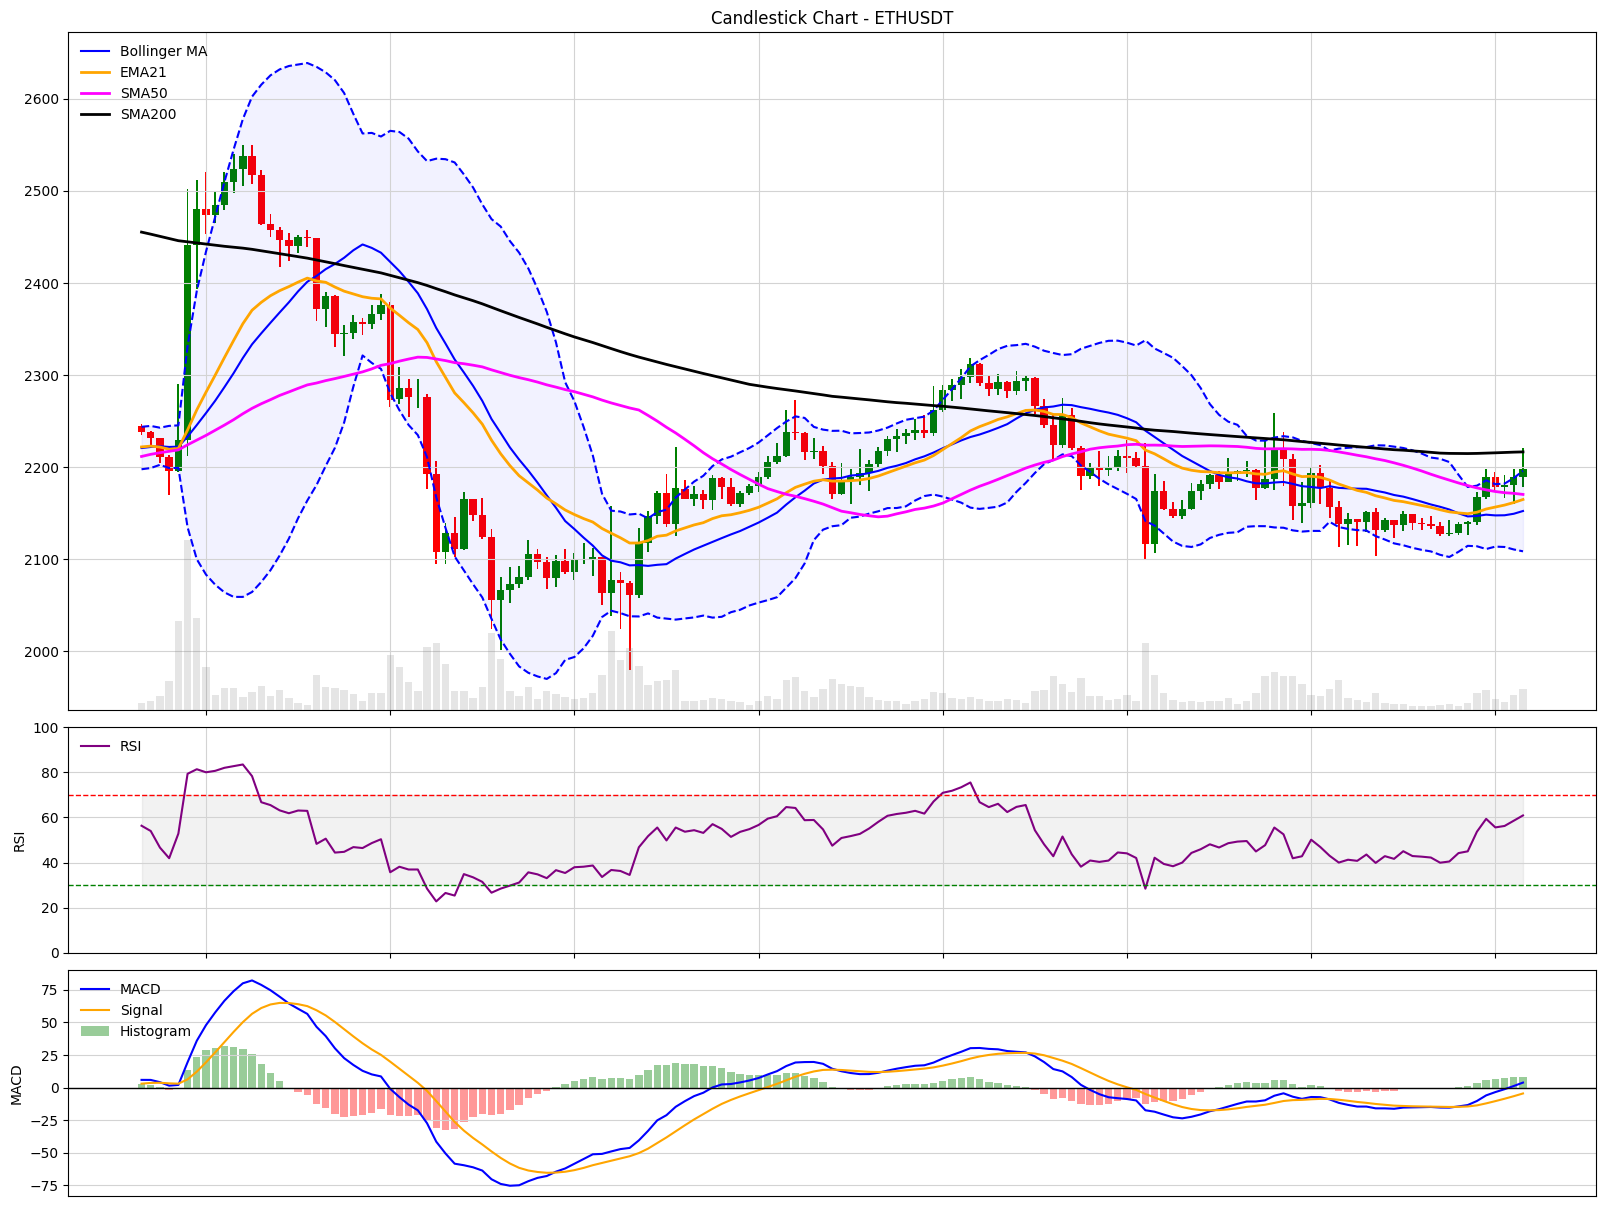 Candlestick Chart - ETHUSDT
Bollinger MA
EMA21
SMA50
SMA200
2600
2500
2400
2300
2200
2100
2000
RSI
100
80
60
40
20
0
RSI
MACD
Signal
Histogram
75
50
25
0
−25
−50
−75
MACD